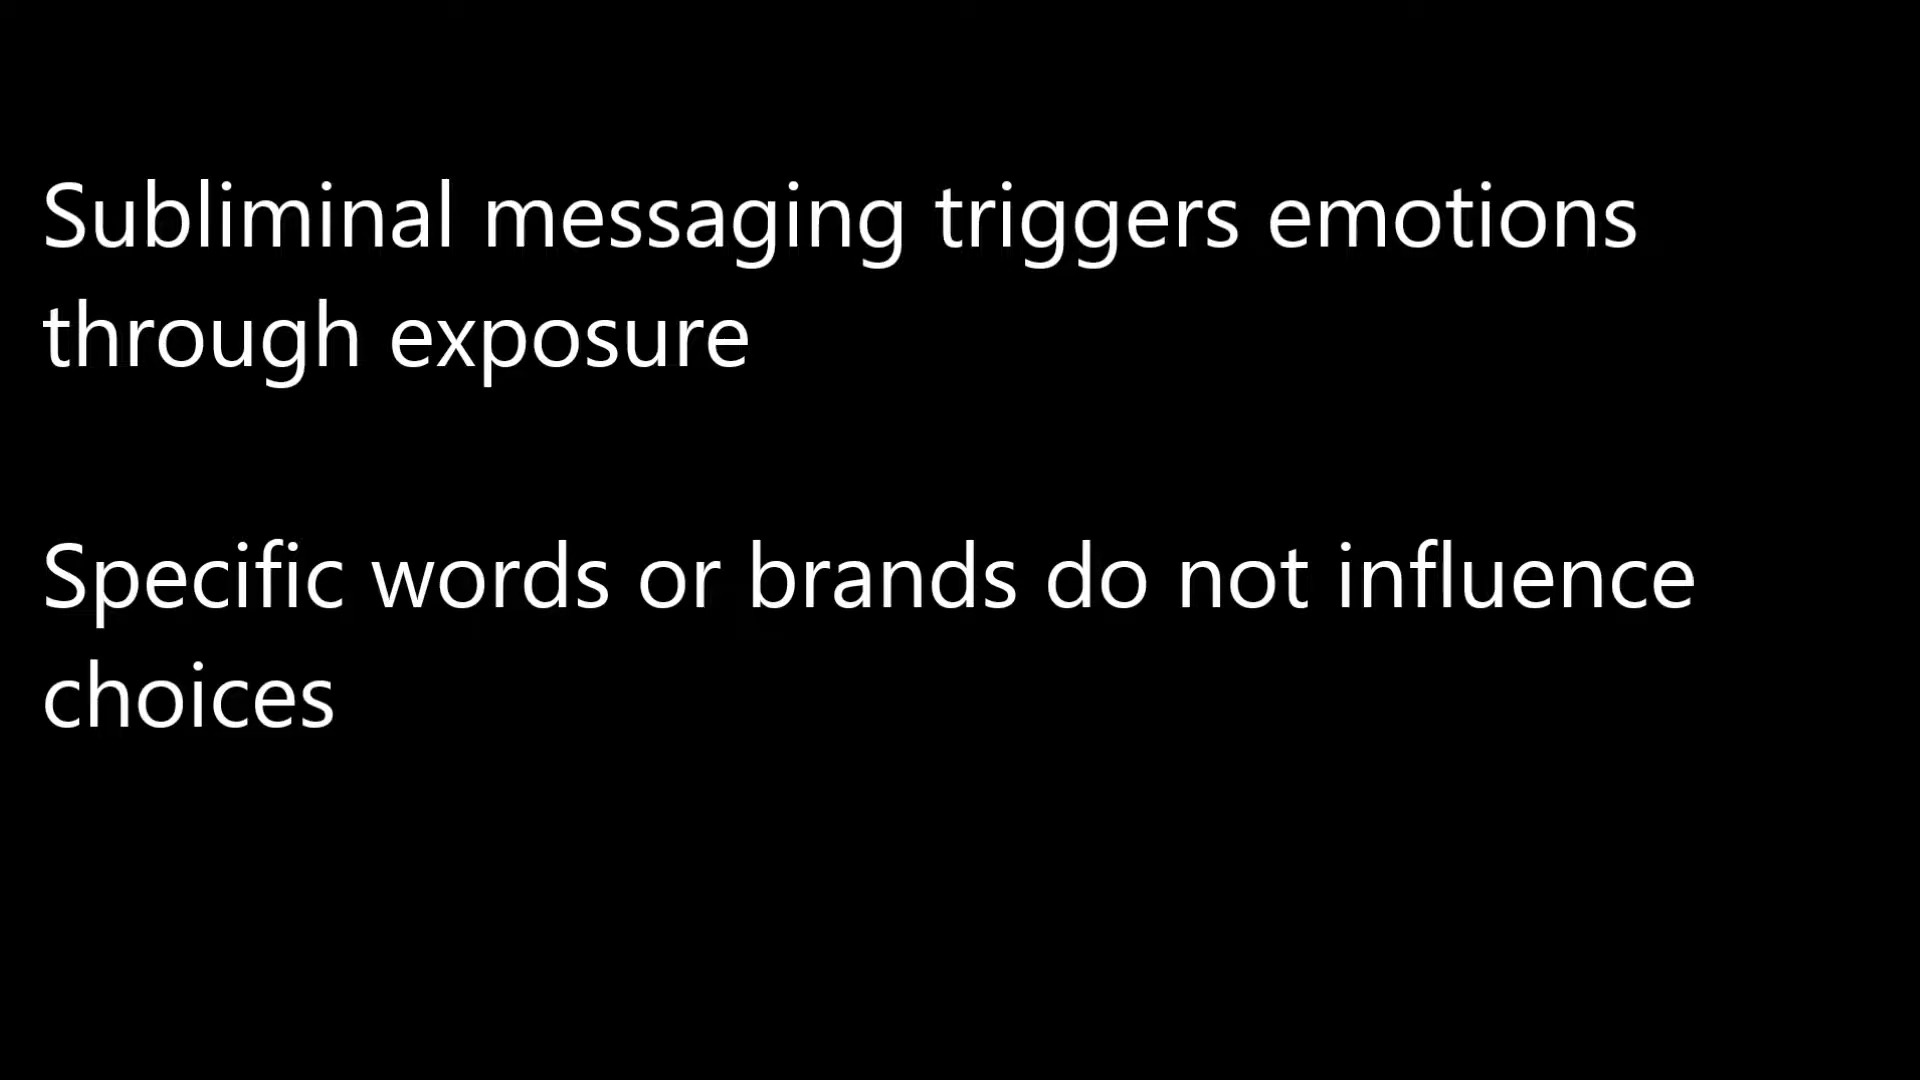 Subliminal messaging triggers emotions
through exposure
Specific words or brands do not influence
choices